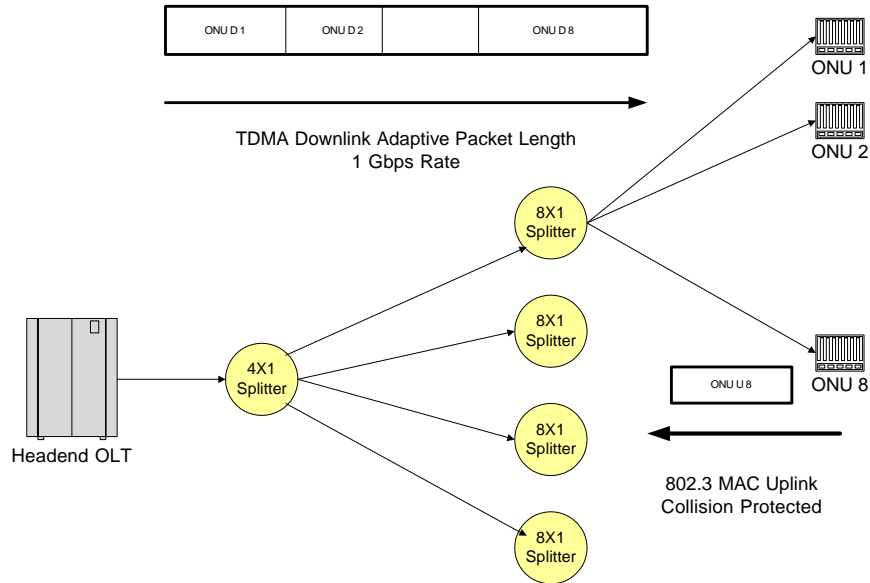 ONU D 1
ONU D 2
ONU D 8
TDMA Downlink Adaptive Packet Length
1 Gbps Rate
ONU 1
ONU 2
8X1
Splitter
8X1
Splitter
4X1
Splitter
ONU 8
ONU U 8
8X1
Splitter
Headend OLT
802.3 MAC Uplink
Collision Protected
8X1
Splitter